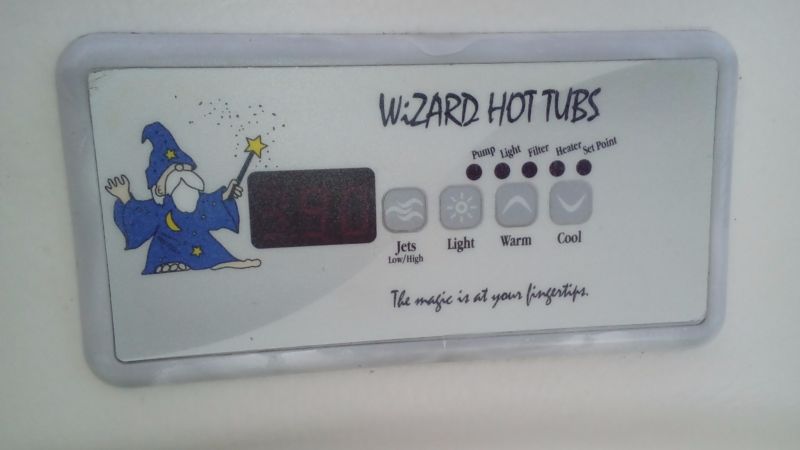 WiZARD HOT TUBS
Pump Light Filter Heater Set Point
Jets Light Warm Cool
Low/High
The magic is at your fingertips.